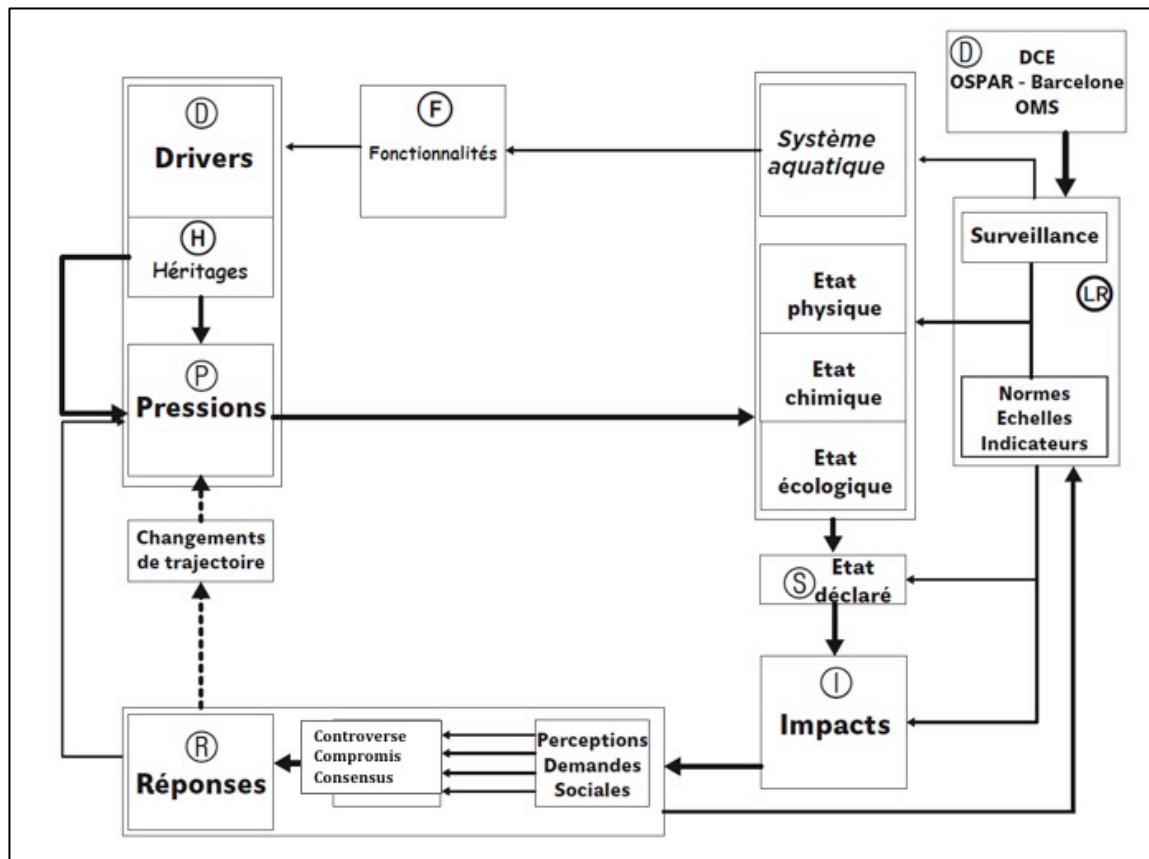 D
DCE
OSPAR - Barcelone
OMS
D
Drivers
F
Fonctionnalités
Système
aquatique
H
Héritages
Surveillance
LR
Etat
physique
P
Pressions
Etat
chimique
Normes
Echelles
Indicateurs
Etat
écologique
Changements
de trajectoire
S
Etat
déclaré
I
Impacts
R
Réponses
Controverse
Compromis
Consensus
Perceptions
Demandes
Sociales